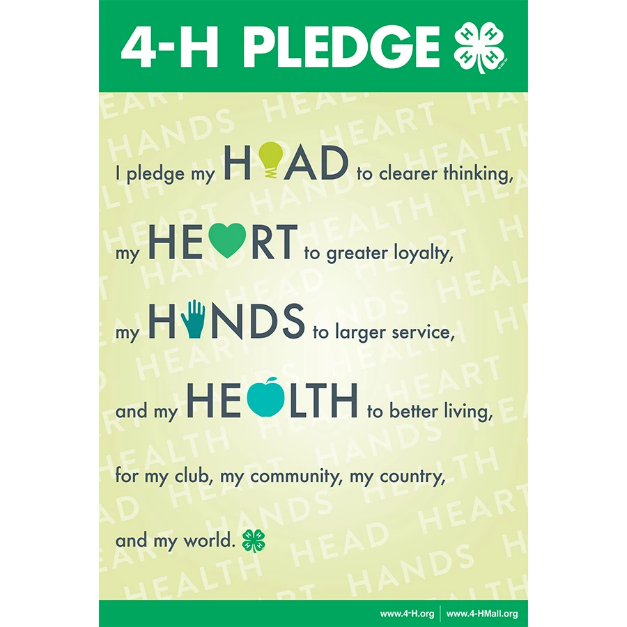 4-H PLEDGE
I pledge my HEAD to clearer thinking,
my HEART to greater loyalty,
my HANDS to larger service,
and my HEALTH to better living,
for my club, my community, my country,
and my world.
www.4-H.org | www.4-HMall.org